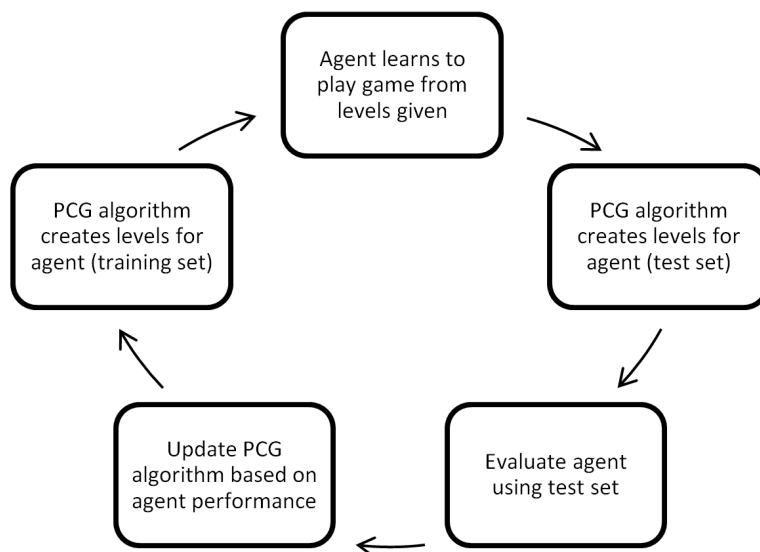 Agent learns to
play game from
levels given
PCG algorithm
creates levels for
agent (training set)
PCG algorithm
creates levels for
agent (test set)
Update PCG
algorithm based on
agent performance
Evaluate agent
using test set